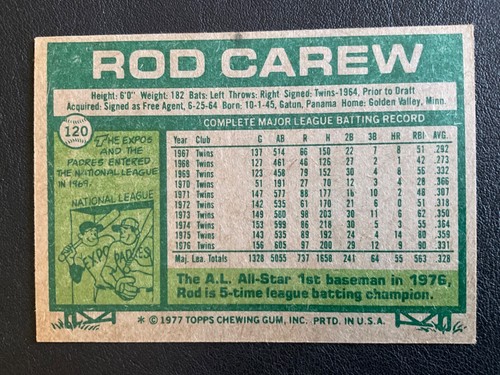 ROD CAREW
Height: 6'0" Weight: 182 Bats: Left Throws: Right Signed: Twins-1964, Prior to Draft
Acquired: Signed as Free Agent, 6-25-64 Born: 10-1-45, Gatun, Panama Home: Golden Valley, Minn.
120
THE EXPOS
AND THE
PADRES ENTERED
THE NATIONAL LEAGUE
IN 1969.
NATIONAL LEAGUE
EXPOS
PADRES
COMPLETE MAJOR LEAGUE BATTING RECORD
Year Club G AB R H 2B 3B HR RBI AVG.
1967 Twins 137 514 66 150 22 7 8 51 .292
1968 Twins 127 461 46 126 27 2 1 42 .273
1969 Twins 123 458 79 152 30 4 8 56 .332
1970 Twins 51 191 27 70 12 3 4 28 .366
1971 Twins 147 577 88 177 16 10 2 48 .307
1972 Twins 142 535 61 170 21 6 0 51 .318
1973 Twins 149 580 98 203 30 11 6 62 .350
1974 Twins 153 599 86 218 30 5 3 55 .364
1975 Twins 143 535 89 192 24 4 14 80 .359
1976 Twins 156 605 97 200 29 12 9 90 .331
Maj. Lea. Totals 1328 5055 737 1658 241 64 55 563 .328
The A.L. All-Star 1st baseman in 1976,
Rod is 5-time league batting champion.
* © 1977 TOPPS CHEWING GUM, INC. PRTD. IN U.S.A.